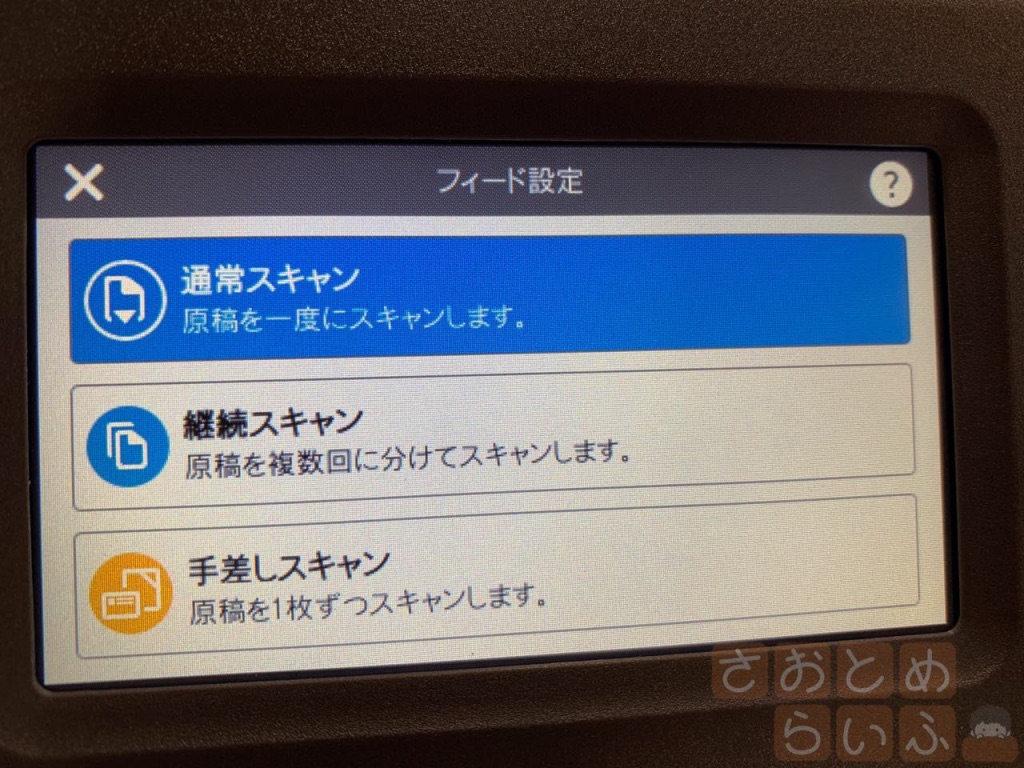 フィード設定
?
通常スキャン
原稿を一度にスキャンします。
継続スキャン
原稿を複数回に分けてスキャンします。
手差しスキャン
原稿を1枚ずつスキャンします。
さおとめ
らいふ